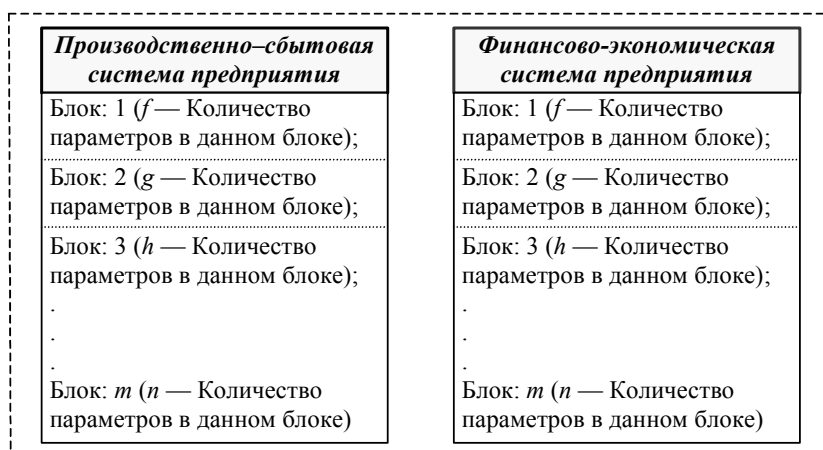 Производственно–сбытовая
система предприятия
Блок: 1 (f — Количество
параметров в данном блоке);
Блок: 2 (g — Количество
параметров в данном блоке);
Блок: 3 (h — Количество
параметров в данном блоке);
.
.
.
Блок: m (n — Количество
параметров в данном блоке)
Финансово-экономическая
система предприятия
Блок: 1 (f — Количество
параметров в данном блоке);
Блок: 2 (g — Количество
параметров в данном блоке);
Блок: 3 (h — Количество
параметров в данном блоке);
.
.
.
Блок: m (n — Количество
параметров в данном блоке)